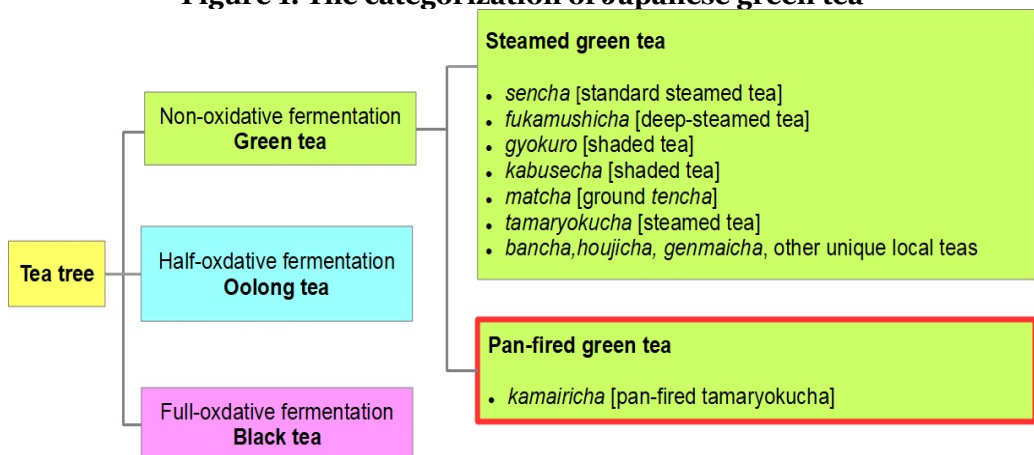 Figure 1. The categorization of Japanese green tea
Steamed green tea
• sencha [standard steamed tea]
• fukamushicha [deep-steamed tea]
• gyokuro [shaded tea]
• kabusecha [shaded tea]
• matcha [ground tencha]
• tamaryokucha [steamed tea]
• bancha,houjicha, genmaicha, other unique local teas
Non-oxidative fermentation
Green tea
Tea tree
Half-oxdative fermentation
Oolong tea
Pan-fired green tea
• kamairicha [pan-fired tamaryokucha]
Full-oxdative fermentation
Black tea